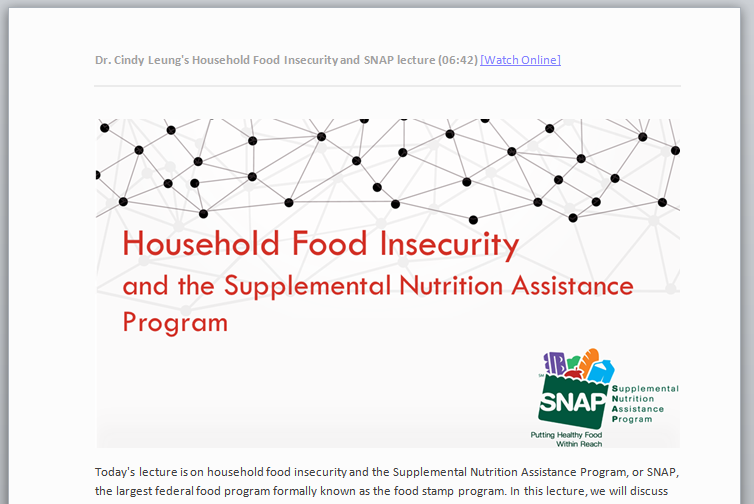 Dr. Cindy Leung's Household Food Insecurity and SNAP lecture (06:42) [Watch Online]
Household Food Insecurity
and the Supplemental Nutrition Assistance
Program
SNAP
Supplemental
Nutrition
Assistance
Program
Putting Healthy Food
Within Reach
Today's lecture is on household food insecurity and the Supplemental Nutrition Assistance Program, or SNAP,
the largest federal food program formally known as the food stamp program. In this lecture, we will discuss